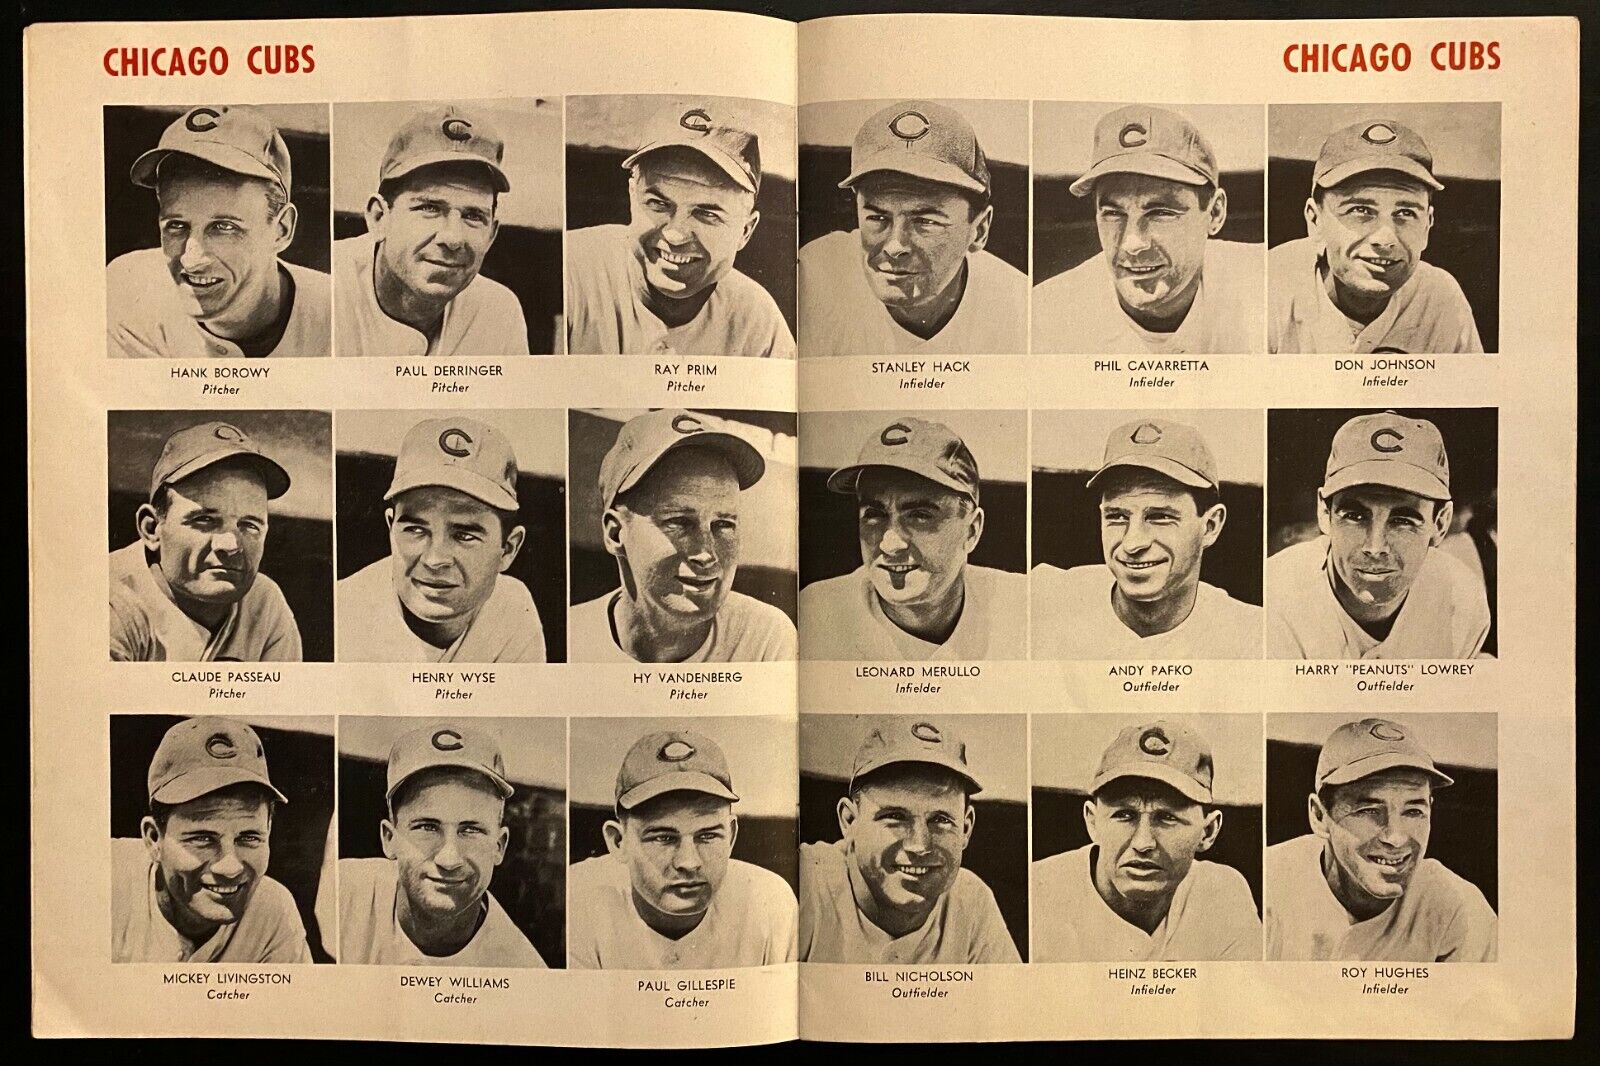 CHICAGO CUBS
HANK BOROWY
Pitcher
PAUL DERRINGER
Pitcher
RAY PRIM
Pitcher
CLAUDE PASSEAU
Pitcher
HENRY WYSE
Pitcher
HY VANDENBERG
Pitcher
MICKEY LIVINGSTON
Catcher
DEWEY WILLIAMS
Catcher
PAUL GILLESPIE
Catcher
CHICAGO CUBS
STANLEY HACK
Infielder
PHIL CAVARRETTA
Infielder
DON JOHNSON
Infielder
LEONARD MERULLO
Infielder
ANDY PAFKO
Outfielder
HARRY "PEANUTS" LOWREY
Outfielder
BILL NICHOLSON
Outfielder
HEINZ BECKER
Infielder
ROY HUGHES
Infielder